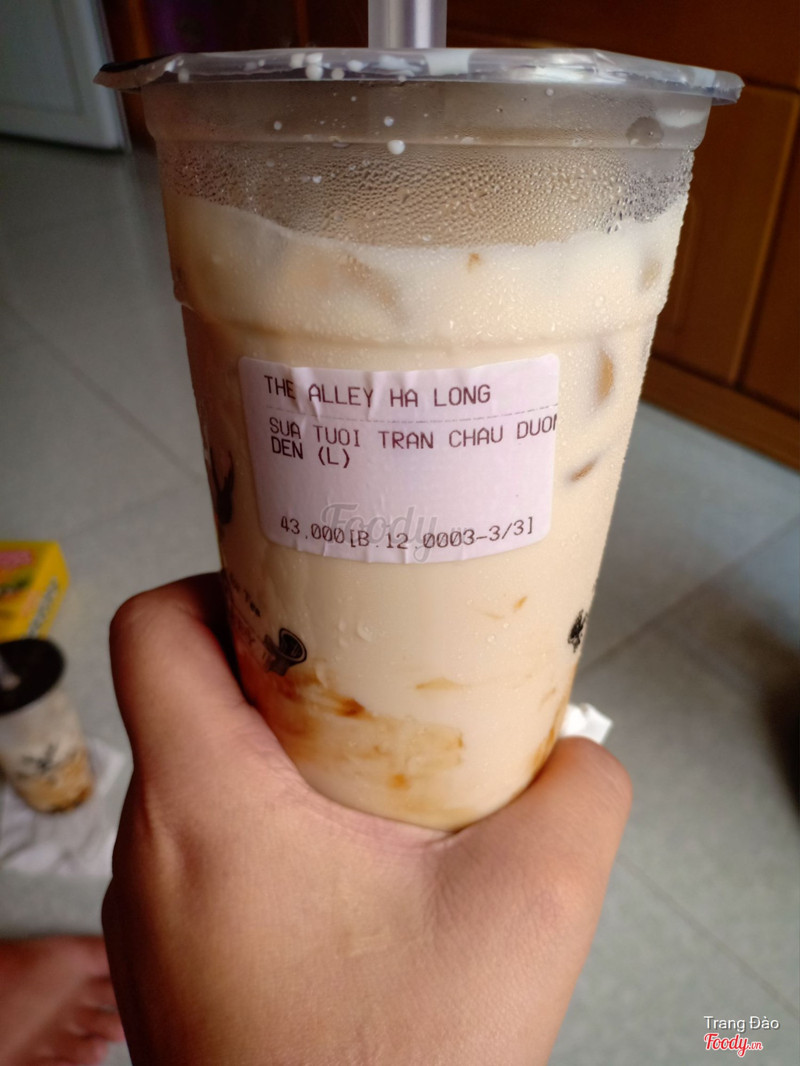 THE ALLEY HA LONG
SUA TUOI TRAN CHAU DUON
DEN (L)
43,000[B.12 0003-3/3]
Foody.vn
Trang Đào
Foody.vn